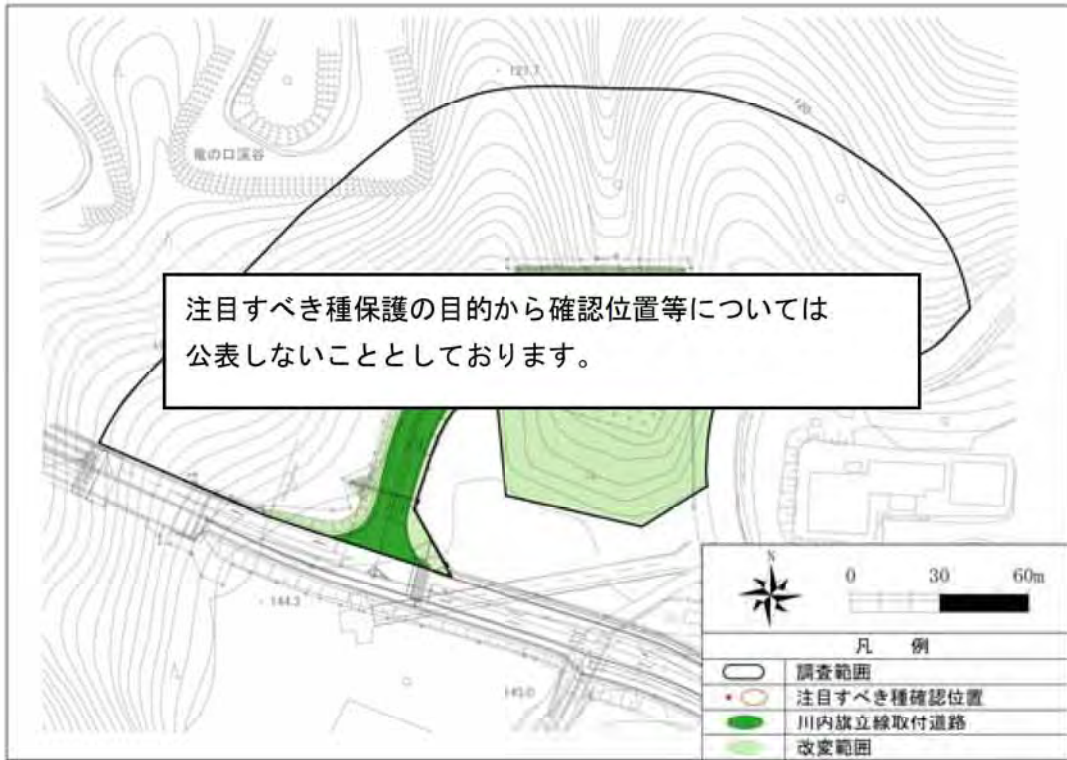 121.7
120
竜の口渓谷
注目すべき種保護の目的から確認位置等については
公表しないこととしております。
144.3
145.0
N
0 30 60m
凡 例
調査範囲
注目すべき種確認位置
川内旗立線取付道路
改変範囲